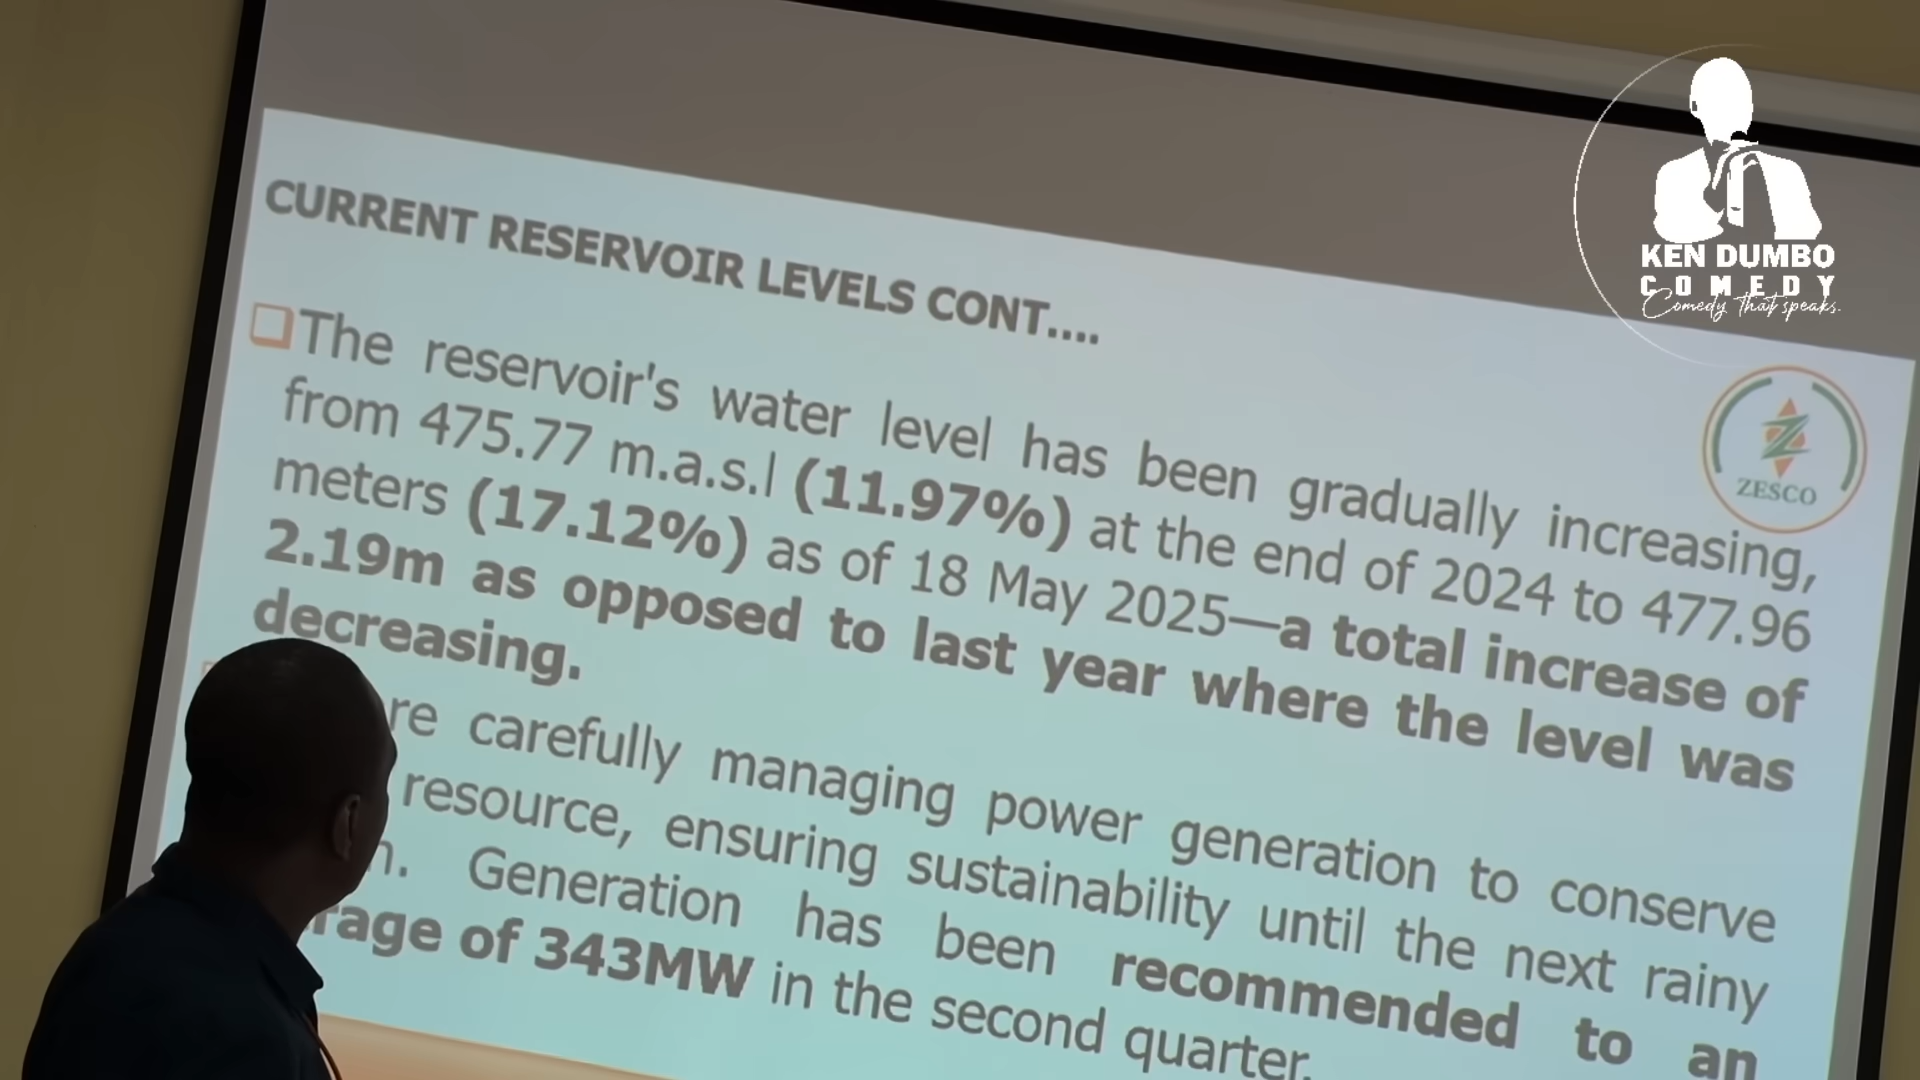 KEN DUMBO
COMEDY
Comedy that speaks.
CURRENT RESERVOIR LEVELS CONT....
The reservoir's water level has been gradually increasing,
from 475.77 m.a.s.l (11.97%) at the end of 2024 to 477.96
meters (17.12%) as of 18 May 2025—a total increase of
2.19m as opposed to last year where the level was
decreasing.
carefully managing power generation to conserve
resource, ensuring sustainability until the next rainy
Generation has been recommended to an
of 343MW in the second quarter.
ZESCO